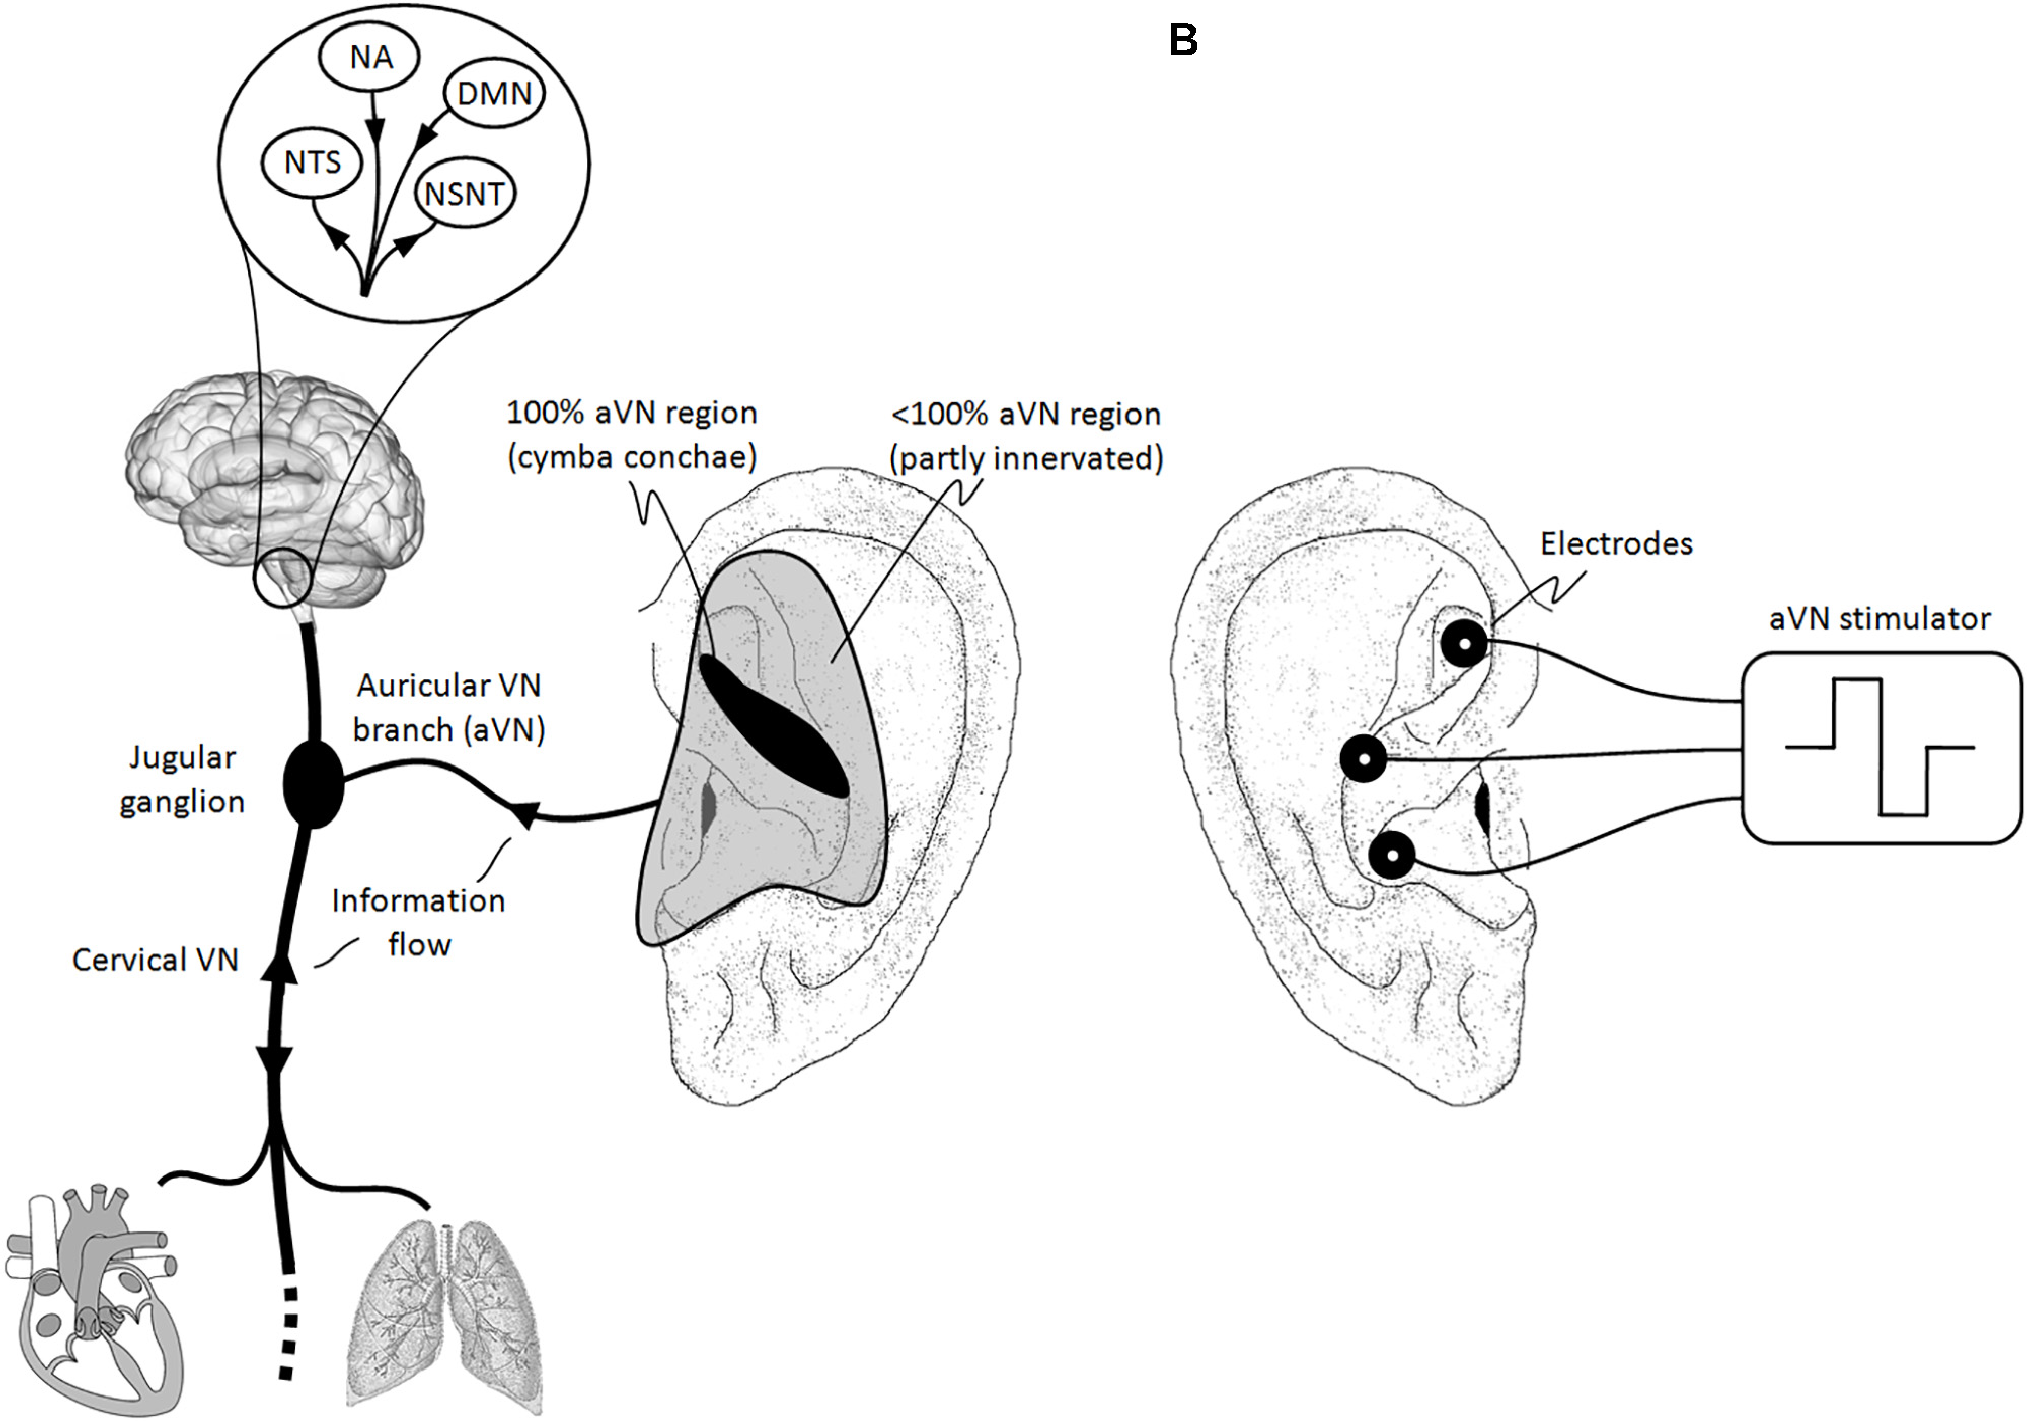 NA
DMN
NTS
NSNT
100% aVN region
(cymba conchae)
<100% aVN region
(partly innervated)
Auricular VN
branch (aVN)
Jugular
ganglion
Information
flow
Cervical VN
B
Electrodes
aVN stimulator